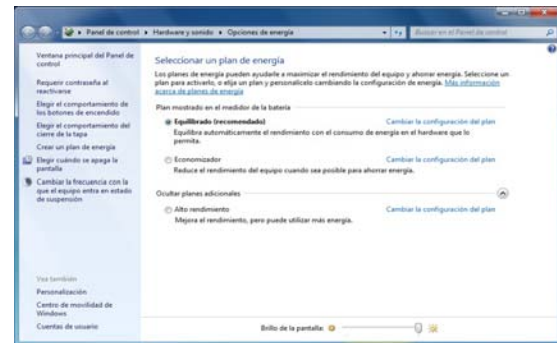 Panel de control ▸ Hardware y sonido ▸ Opciones de energía
Buscar en el Panel de control
Ventana principal del Panel de
control
Requerir contraseña al
reactivarse
Elegir el comportamiento de
los botones de encendido
Elegir el comportamiento del
cierre de la tapa
Crear un plan de energía
Elegir cuándo se apaga la
pantalla
Cambiar la frecuencia con la
que el equipo entra en estado
de suspensión
Vea también
Personalización
Centro de movilidad de
Windows
Cuentas de usuario
Seleccionar un plan de energía
Los planes de energía pueden ayudarle a maximizar el rendimiento del equipo y ahorrar energía. Seleccione un
plan para activarlo, o elija un plan y personalícelo cambiando la configuración de energía. Más información
acerca de planes de energía
Plan mostrado en el medidor de la batería
Equilibrado (recomendado) Cambiar la configuración del plan
Equilibra automáticamente el rendimiento con el consumo de energía en el hardware que lo
permita.
Economizador Cambiar la configuración del plan
Reduce el rendimiento del equipo cuando sea posible para ahorrar energía.
Ocultar planes adicionales
Alto rendimiento Cambiar la configuración del plan
Mejora el rendimiento, pero puede utilizar más energía.
Brillo de la pantalla: